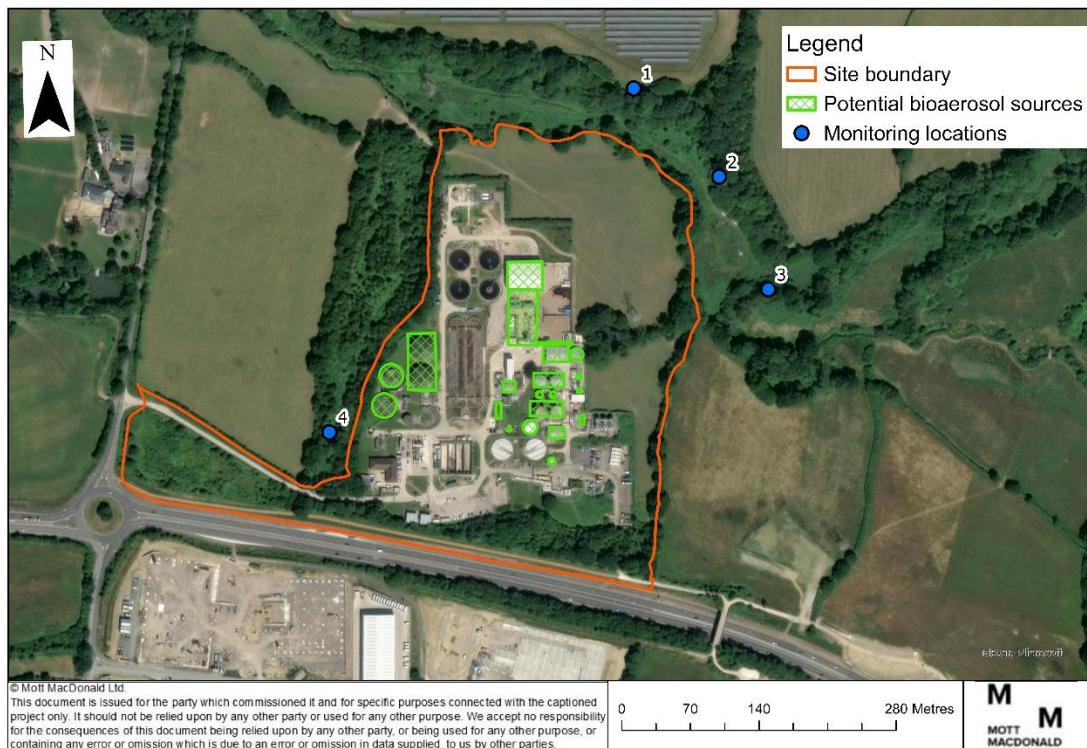 N
Legend
Site boundary
Potential bioaerosol sources
Monitoring locations
1
2
3
4
Maxar, Microsoft
© Mott MacDonald Ltd.
This document is issued for the party which commissioned it and for specific purposes connected with the captioned
project only. It should not be relied upon by any other party or used for any other purpose. We accept no responsibility
for the consequences of this document being relied upon by any other party, or being used for any other purpose, or
containing any error or omission which is due to an error or omission in data supplied to us by other parties.
0 70 140 280 Metres
M
M
MOTT
MACDONALD